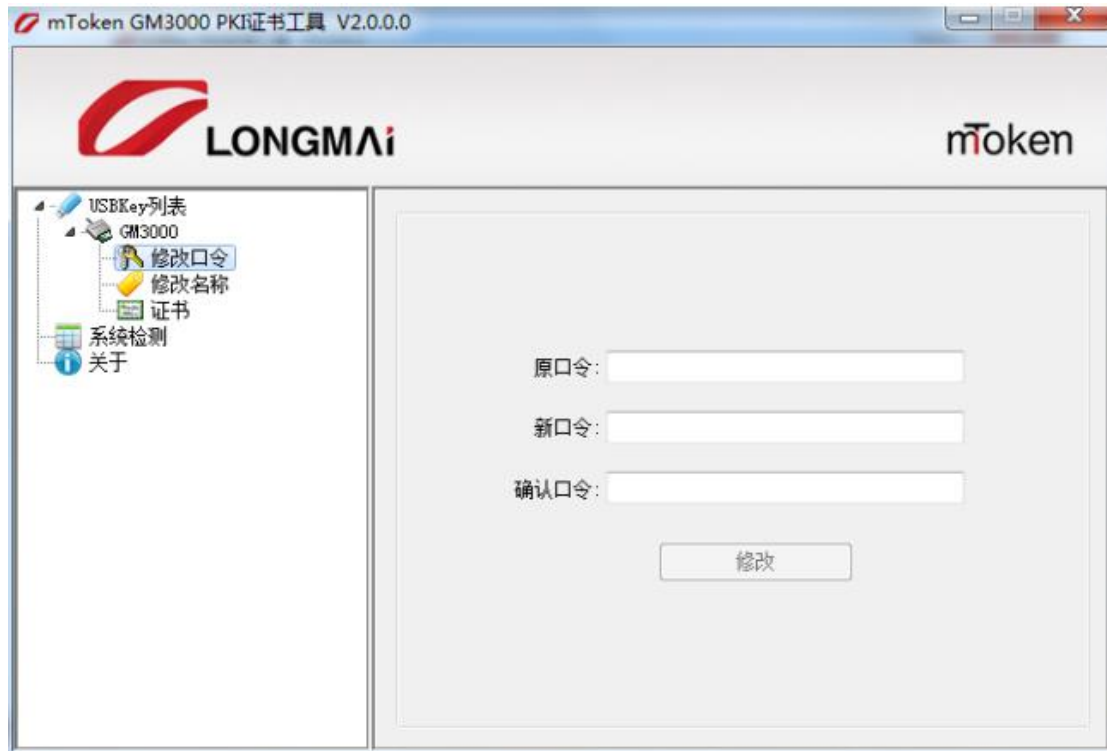 mToken GM3000 PKI证书工具 V2.0.0.0
LONGMAi
mToken
USBKey列表
GM3000
修改口令
修改名称
证书
系统检测
关于
原口令:
新口令:
确认口令:
修改